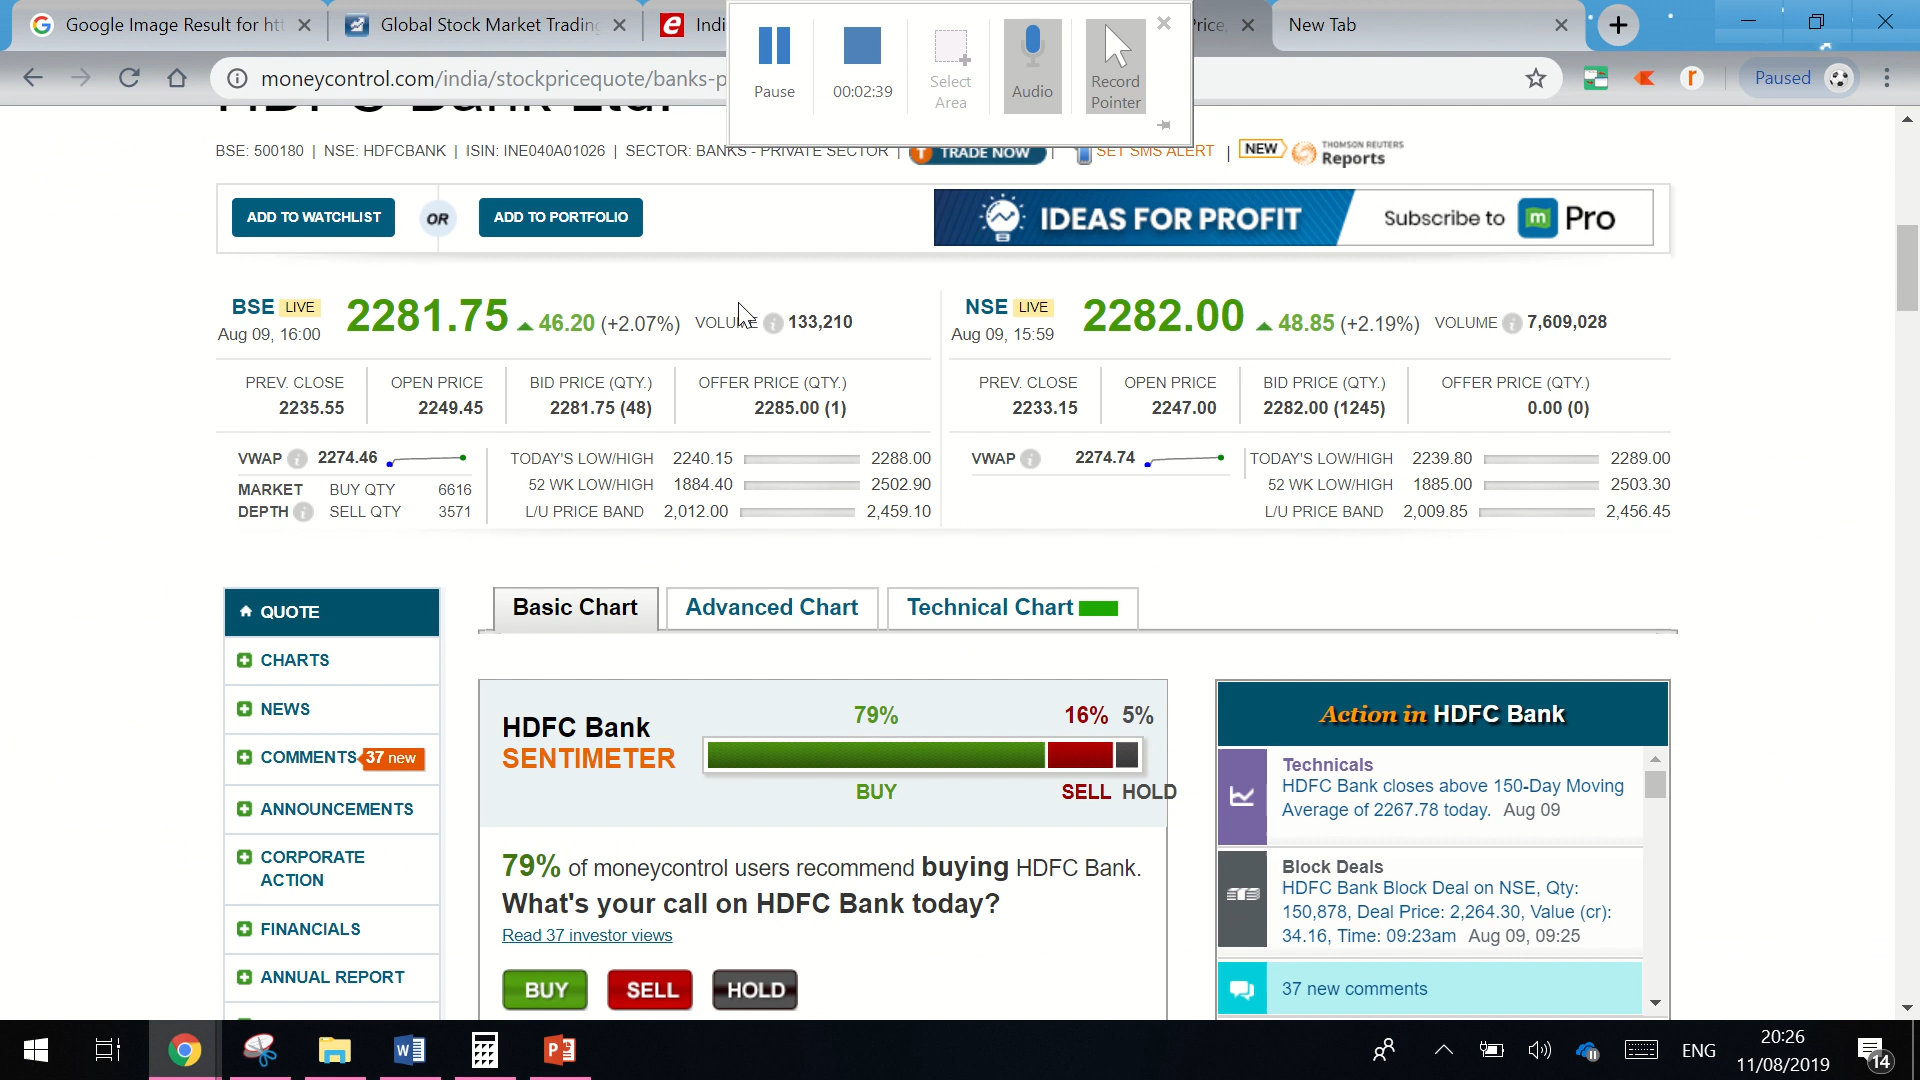 Google Image Result for htt
Global Stock Market Trading
Indi
Price,
New Tab
moneycontrol.com/india/stockpricequote/banks-p
Paused
Pause
00:02:39
Select
Area
Audio
Record
Pointer
HDFC Bank Ltd.
BSE: 500180 | NSE: HDFCBANK | ISIN: INE040A01026 | SECTOR: BANKS - PRIVATE SECTOR |
TRADE NOW
SET SMS ALERT
NEW
THOMSON REUTERS
Reports
ADD TO WATCHLIST
OR
ADD TO PORTFOLIO
IDEAS FOR PROFIT
Subscribe to m Pro
BSE LIVE 2281.75 46.20 (+2.07%) VOLUME i 133,210
Aug 09, 16:00
NSE LIVE 2282.00 48.85 (+2.19%) VOLUME i 7,609,028
Aug 09, 15:59
PREV. CLOSE OPEN PRICE BID PRICE (QTY.) OFFER PRICE (QTY.)
2235.55 2249.45 2281.75 (48) 2285.00 (1)
PREV. CLOSE OPEN PRICE BID PRICE (QTY.) OFFER PRICE (QTY.)
2233.15 2247.00 2282.00 (1245) 0.00 (0)
VWAP i 2274.46
MARKET BUY QTY 6616
DEPTH i SELL QTY 3571
TODAY'S LOW/HIGH 2240.15 2288.00
52 WK LOW/HIGH 1884.40 2502.90
L/U PRICE BAND 2,012.00 2,459.10
VWAP i 2274.74
TODAY'S LOW/HIGH 2239.80 2289.00
52 WK LOW/HIGH 1885.00 2503.30
L/U PRICE BAND 2,009.85 2,456.45
QUOTE
CHARTS
NEWS
COMMENTS 37 new
ANNOUNCEMENTS
CORPORATE
ACTION
FINANCIALS
ANNUAL REPORT
Basic Chart
Advanced Chart
Technical Chart
HDFC Bank
SENTIMETER
79% 16% 5%
BUY SELL HOLD
79% of moneycontrol users recommend buying HDFC Bank.
What's your call on HDFC Bank today?
Read 37 investor views
BUY SELL HOLD
Action in HDFC Bank
Technicals
HDFC Bank closes above 150-Day Moving
Average of 2267.78 today. Aug 09
Block Deals
HDFC Bank Block Deal on NSE, Qty:
150,878, Deal Price: 2,264.30, Value (cr):
34.16, Time: 09:23am Aug 09, 09:25
37 new comments
ENG
20:26
11/08/2019
14